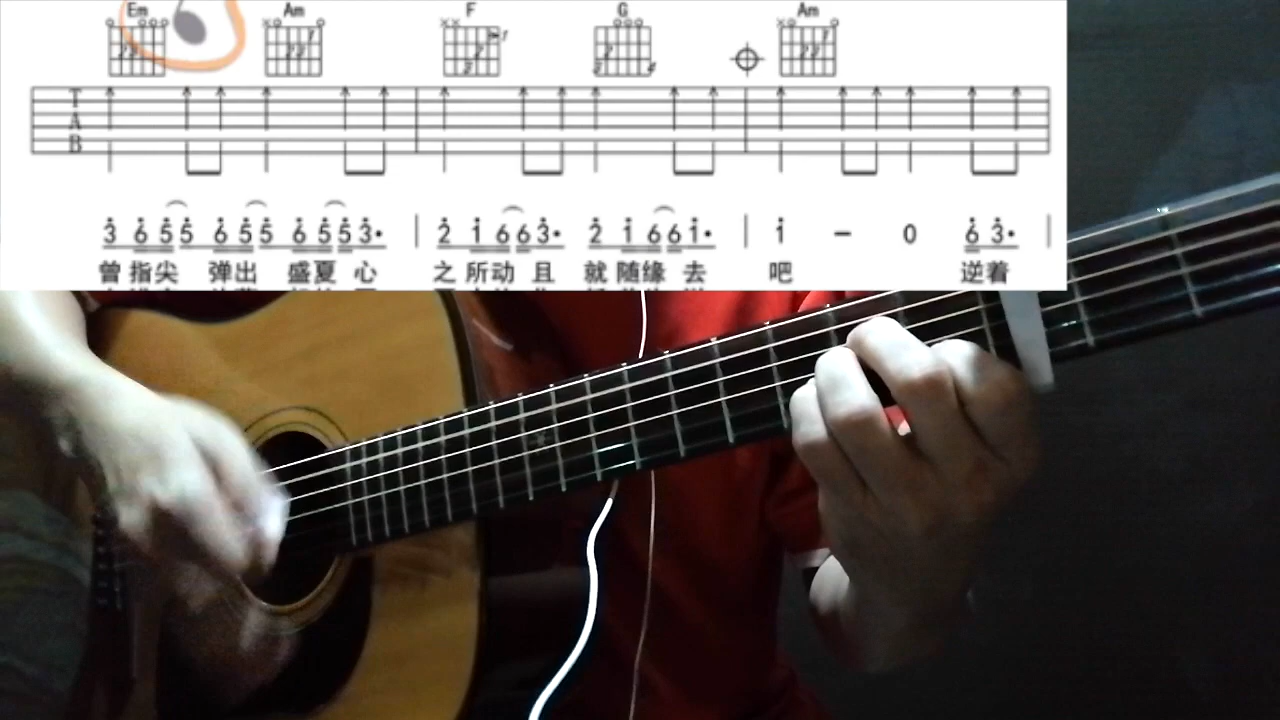 Em Am F G Am
T
A
B
3 6 5 5 6 5 5 6 5 5 3· | 2 1 6 6 3· 2 1 6 6 1· | 1 — 0 6 3· |
曾指尖 弹出 盛夏 心 之所动 且 就随缘 去 吧 逆着